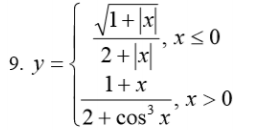 9. y = { √(1+|x|) / (2+|x|), x ≤ 0
(1+x) / (2+cos³ x), x > 0